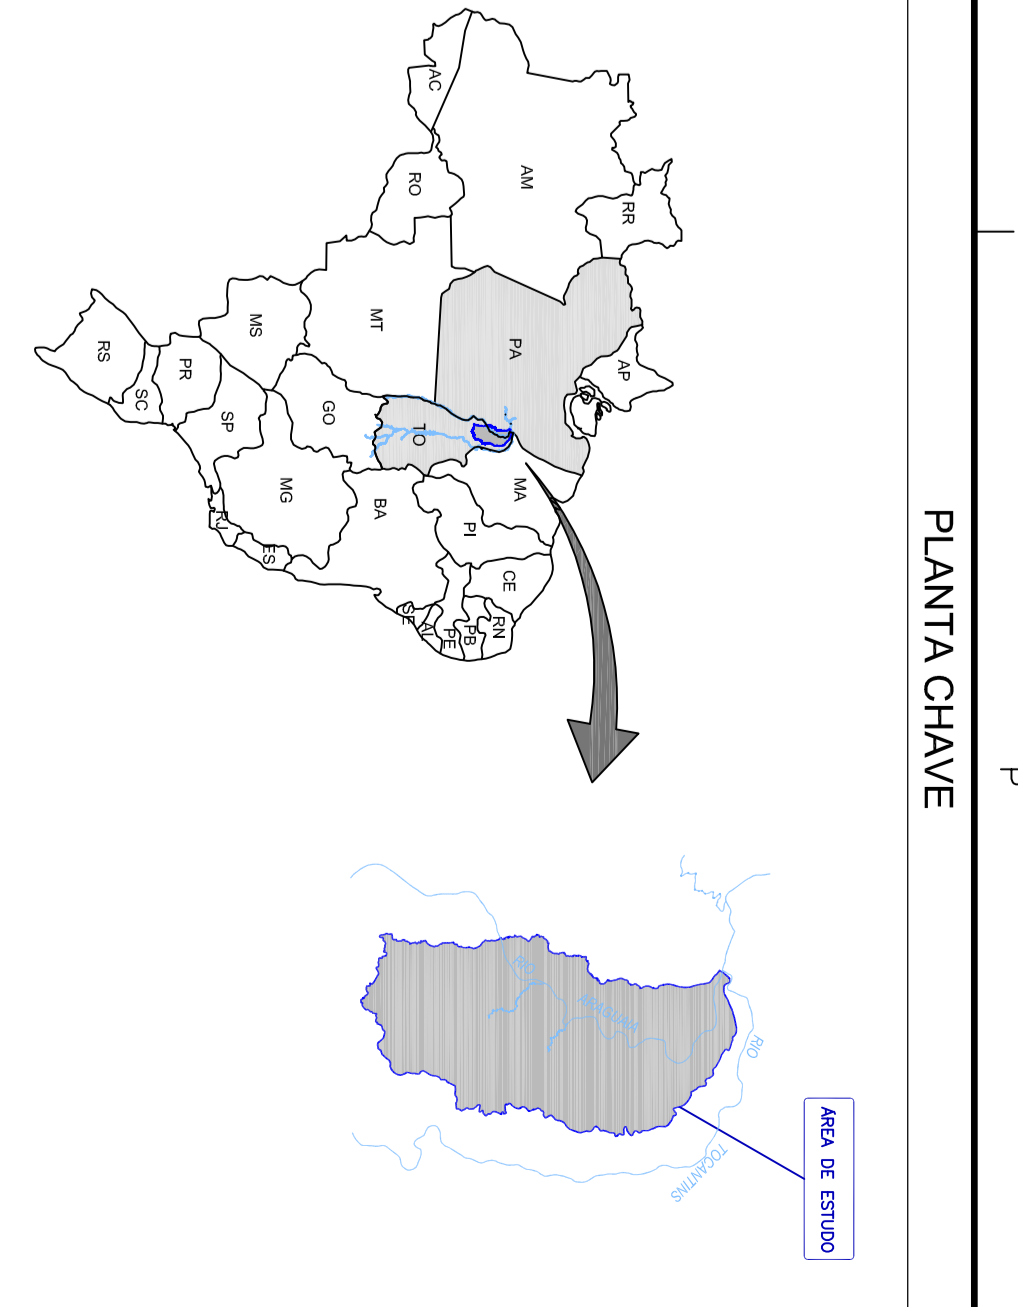 PLANTA CHAVE
RR
AP
AM
PA
MA
CE
RN
AC
RO
MT
TO
PI
PB
PE
AL
SE
BA
GO
MS
MG
ES
RJ
SP
PR
SC
RS
RIO
ARAGUAIA
RIO
TOCANTINS
ÁREA DE ESTUDO